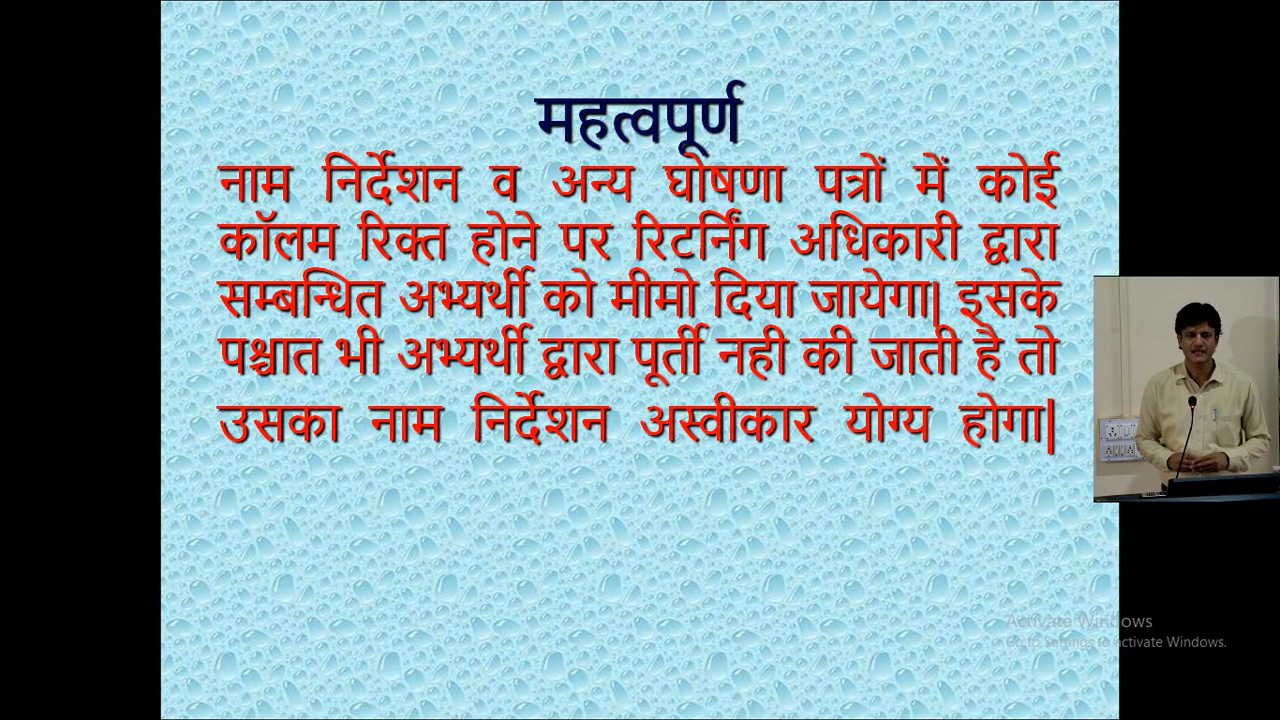 महत्वपूर्ण
नाम निर्देशन व अन्य घोषणा पत्रों में कोई
कॉलम रिक्त होने पर रिटर्निंग अधिकारी द्वारा
सम्बन्धित अभ्यर्थी को मीमो दिया जायेगा| इसके
पश्चात भी अभ्यर्थी द्वारा पूर्ती नही की जाती है तो
उसका नाम निर्देशन अस्वीकार योग्य होगा|
Activate Windows
Go to Settings to activate Windows.